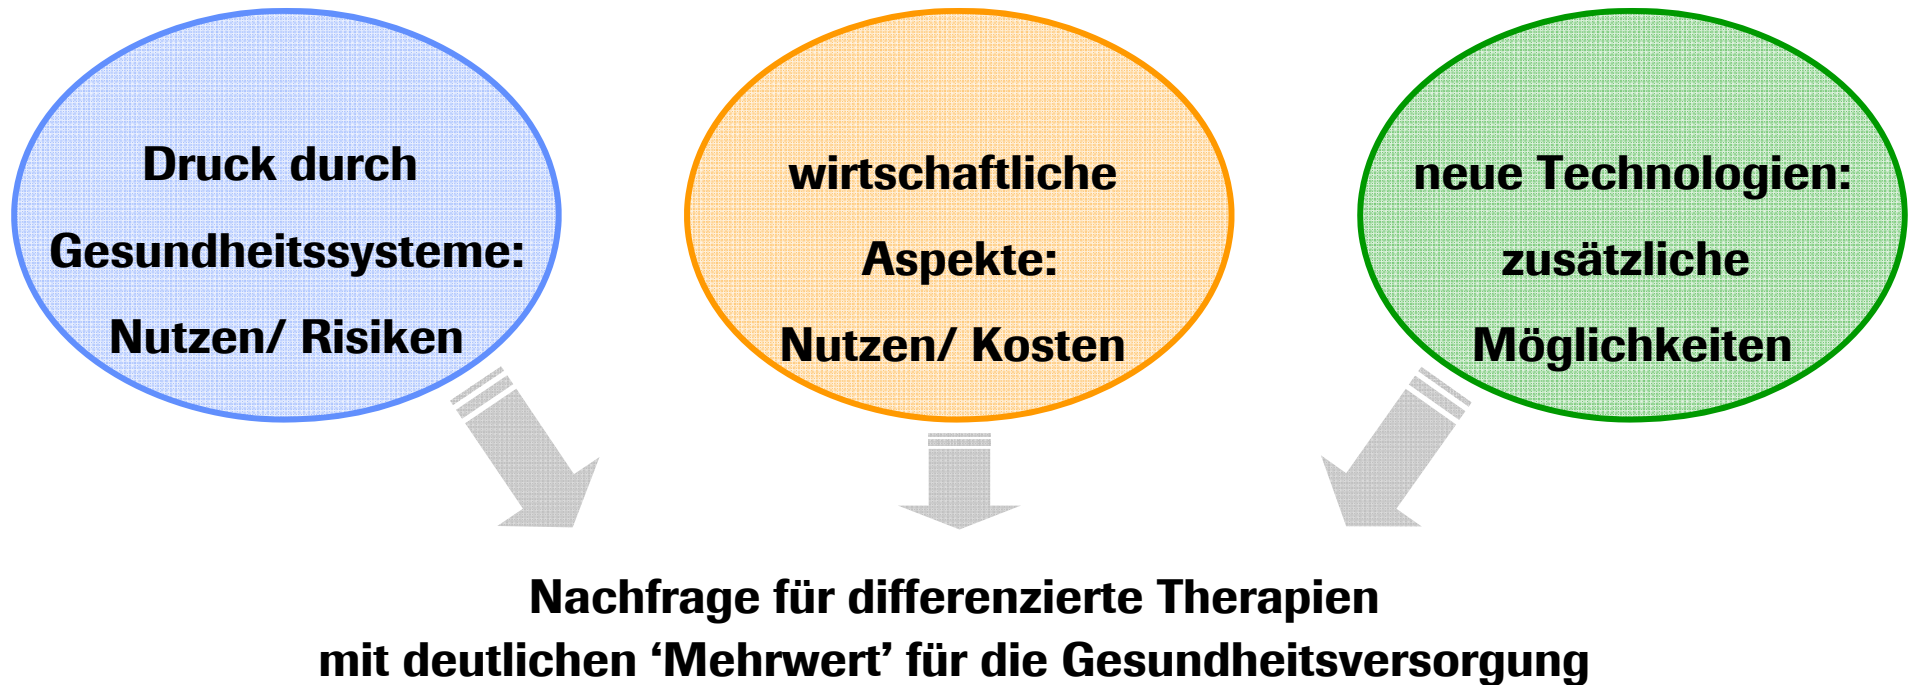 Druck durch
Gesundheitssysteme:
Nutzen/ Risiken
wirtschaftliche
Aspekte:
Nutzen/ Kosten
neue Technologien:
zusätzliche
Möglichkeiten
Nachfrage für differenzierte Therapien
mit deutlichen ‘Mehrwert’ für die Gesundheitsversorgung